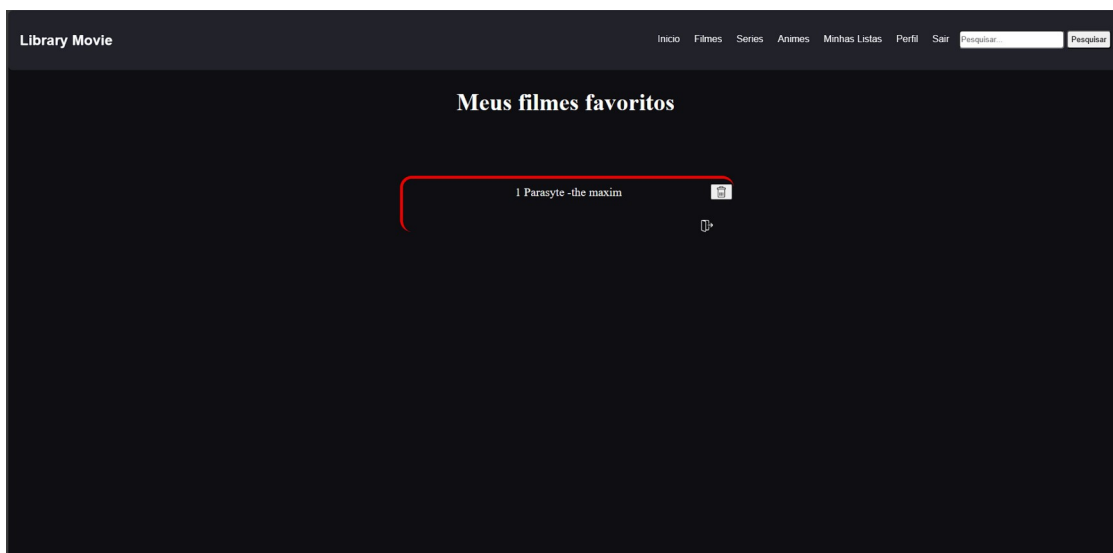 Library Movie
Inicio Filmes Series Animes Minhas Listas Perfil Sair Pesquisar... Pesquisar
Meus filmes favoritos
1 Parasyte -the maxim